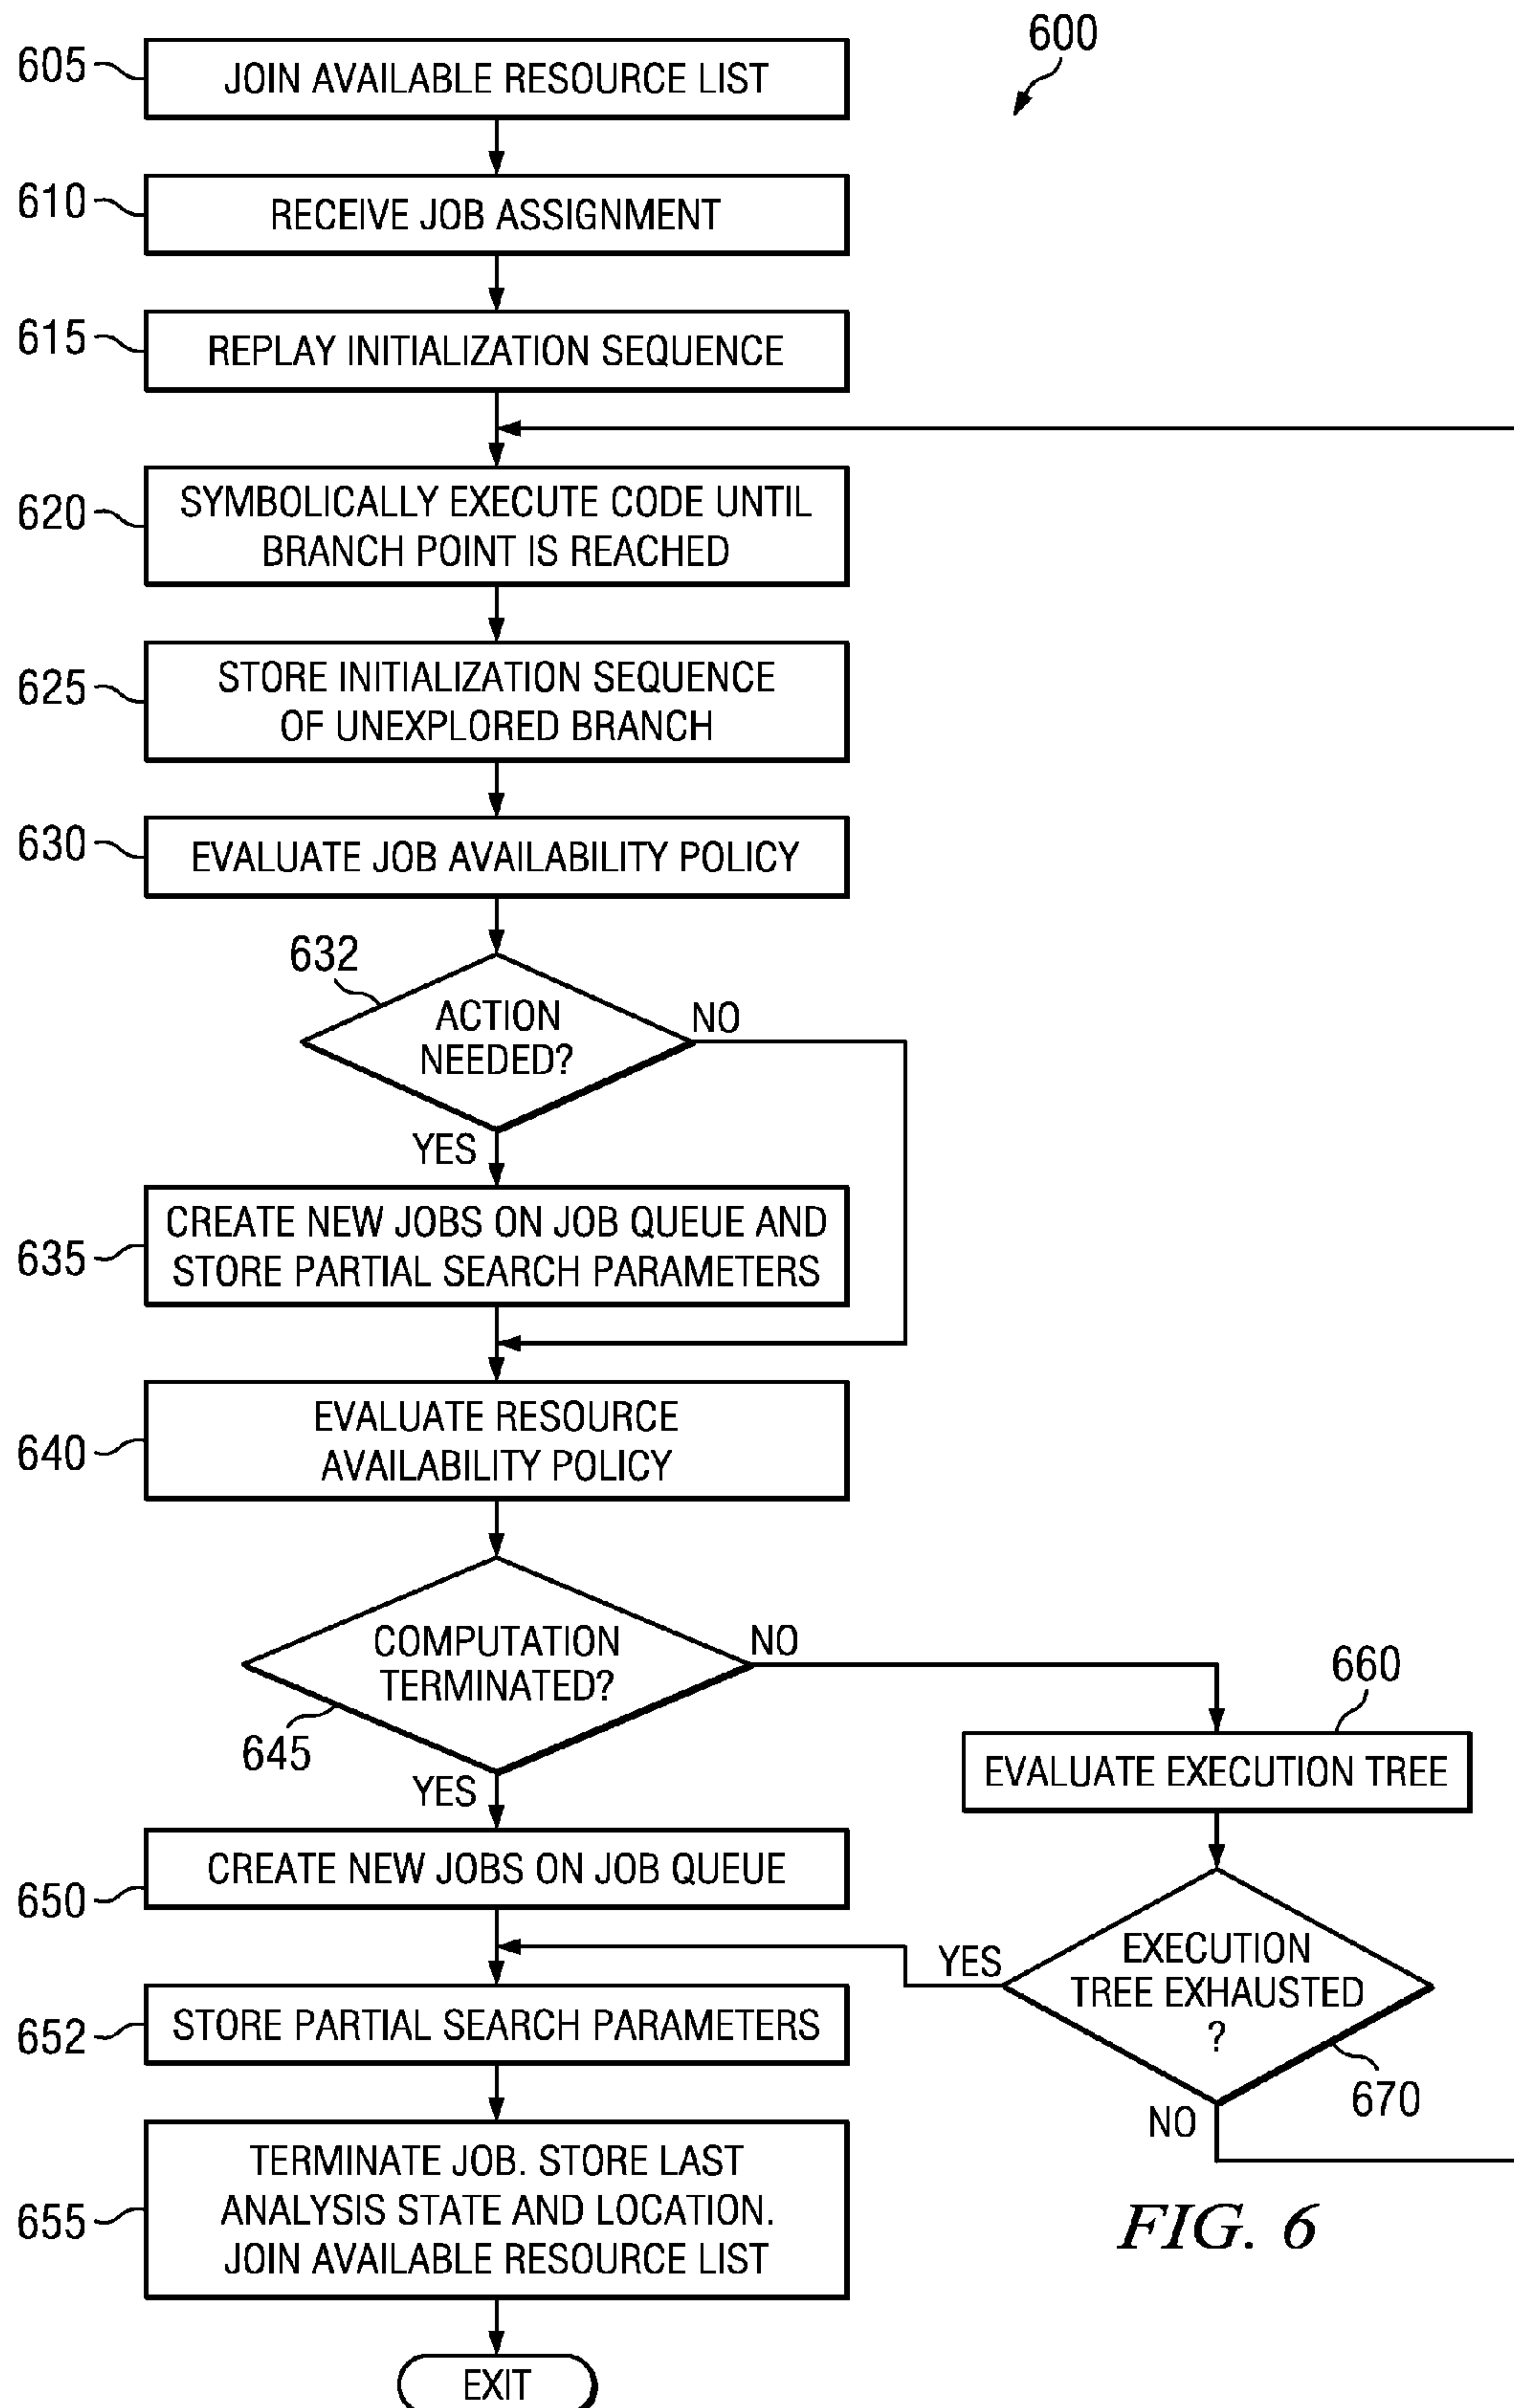 600
605
JOIN AVAILABLE RESOURCE LIST
610
RECEIVE JOB ASSIGNMENT
615
REPLAY INITIALIZATION SEQUENCE
620
SYMBOLICALLY EXECUTE CODE UNTIL
BRANCH POINT IS REACHED
625
STORE INITIALIZATION SEQUENCE
OF UNEXPLORED BRANCH
630
EVALUATE JOB AVAILABILITY POLICY
632
ACTION
NEEDED?
NO
YES
635
CREATE NEW JOBS ON JOB QUEUE AND
STORE PARTIAL SEARCH PARAMETERS
640
EVALUATE RESOURCE
AVAILABILITY POLICY
COMPUTATION
TERMINATED?
NO
645
YES
660
EVALUATE EXECUTION TREE
650
CREATE NEW JOBS ON JOB QUEUE
EXECUTION
TREE EXHAUSTED
?
YES
670
NO
652
STORE PARTIAL SEARCH PARAMETERS
655
TERMINATE JOB. STORE LAST
ANALYSIS STATE AND LOCATION.
JOIN AVAILABLE RESOURCE LIST
FIG. 6
EXIT